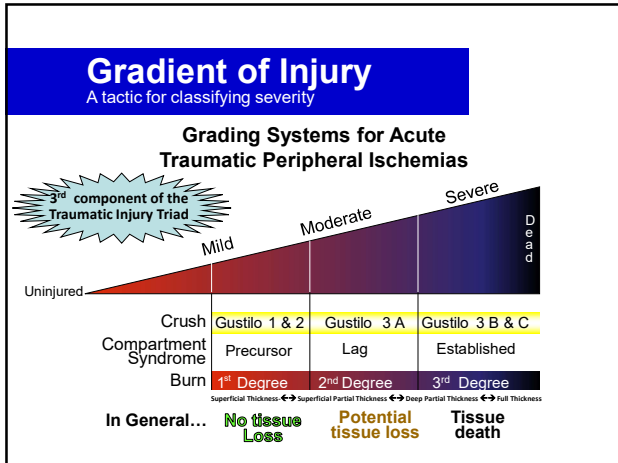 Gradient of Injury
A tactic for classifying severity
Grading Systems for Acute
Traumatic Peripheral Ischemias
3rd component of the
Traumatic Injury Triad
Uninjured
Mild
Moderate
Severe
Dead
Crush
Gustilo 1 & 2
Gustilo 3 A
Gustilo 3 B & C
Compartment
Syndrome
Precursor
Lag
Established
Burn
1st Degree
2nd Degree
3rd Degree
Superficial Thickness-↔Superficial Partial Thickness ↔Deep Partial Thickness ↔Full Thickness
In General…
No tissue
Loss
Potential
tissue loss
Tissue
death